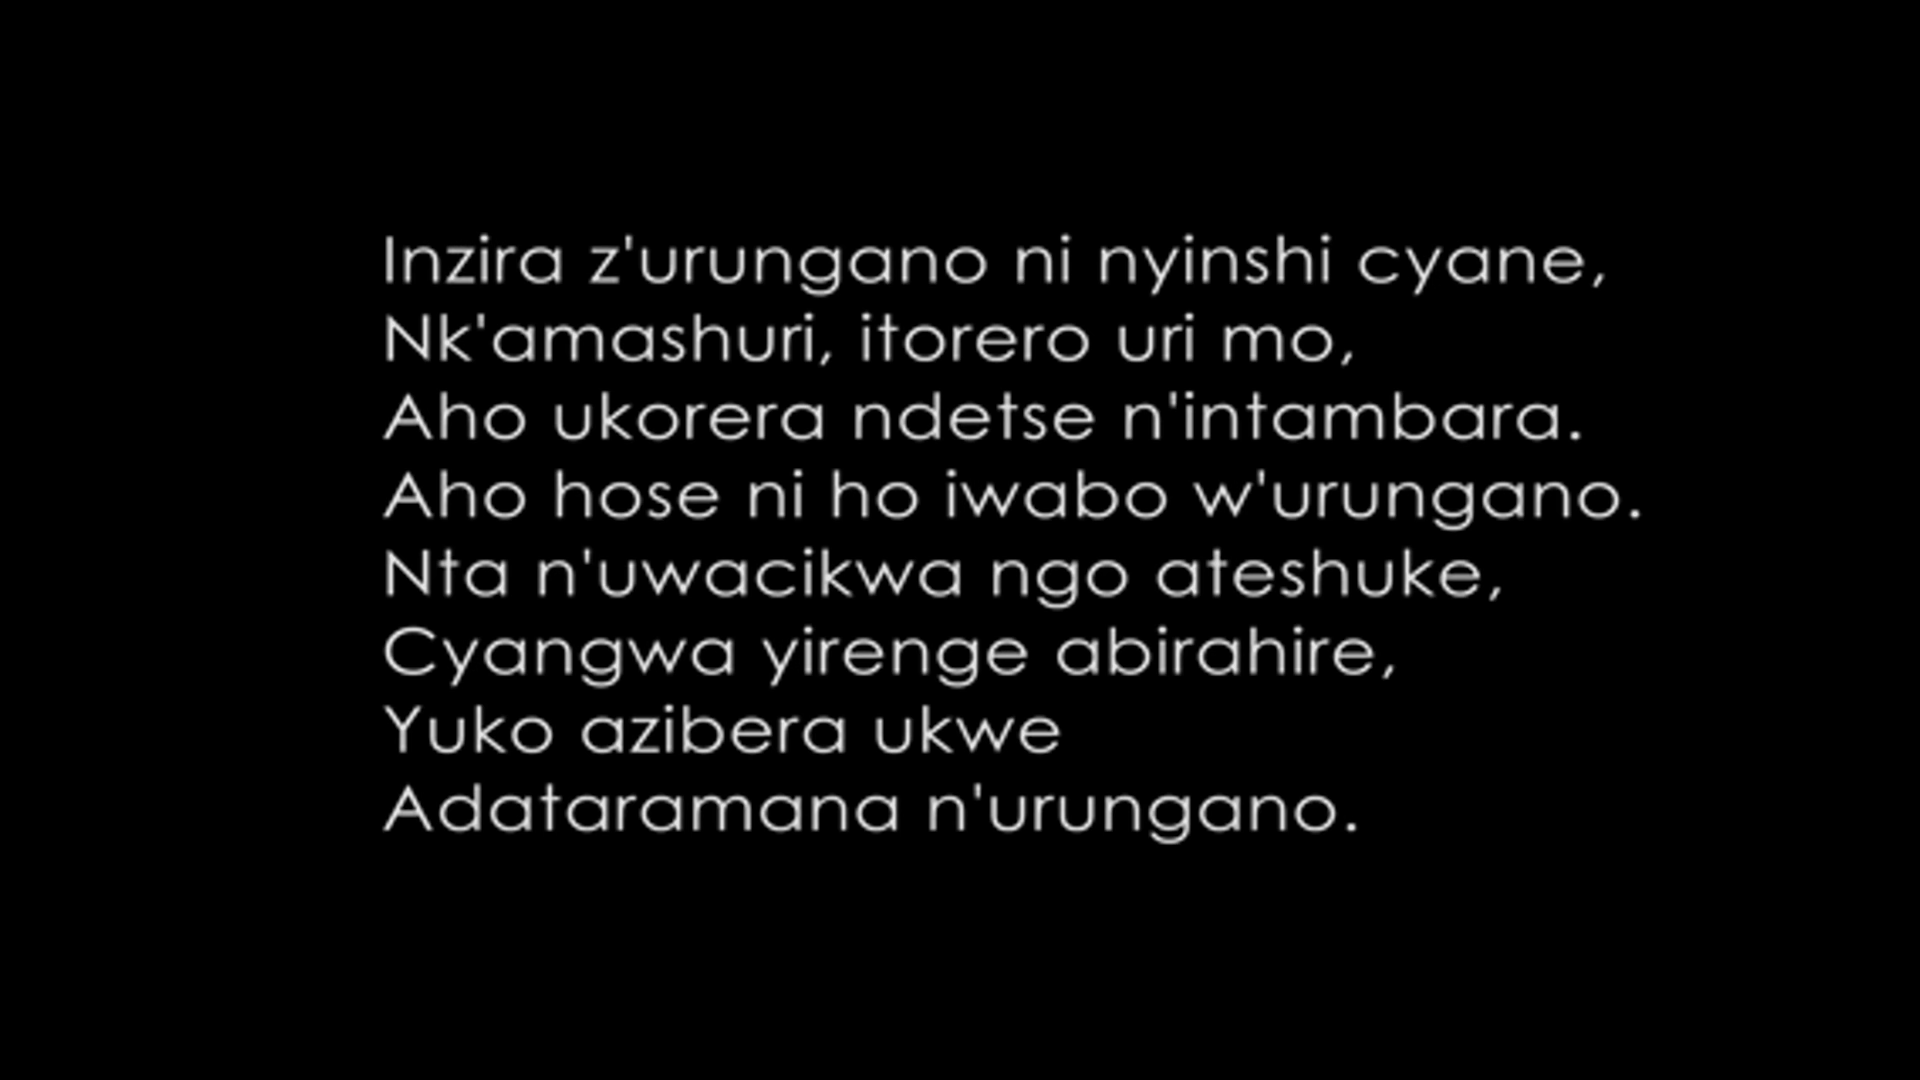 Inzira z'urungano ni nyinshi cyane,
Nk'amashuri, itorero uri mo,
Aho ukorera ndetse n'intambara.
Aho hose ni ho iwabo w'urungano.
Nta n'uwacikwa ngo ateshuke,
Cyangwa yirenge abirahire,
Yuko azibera ukwe
Adataramana n'urungano.